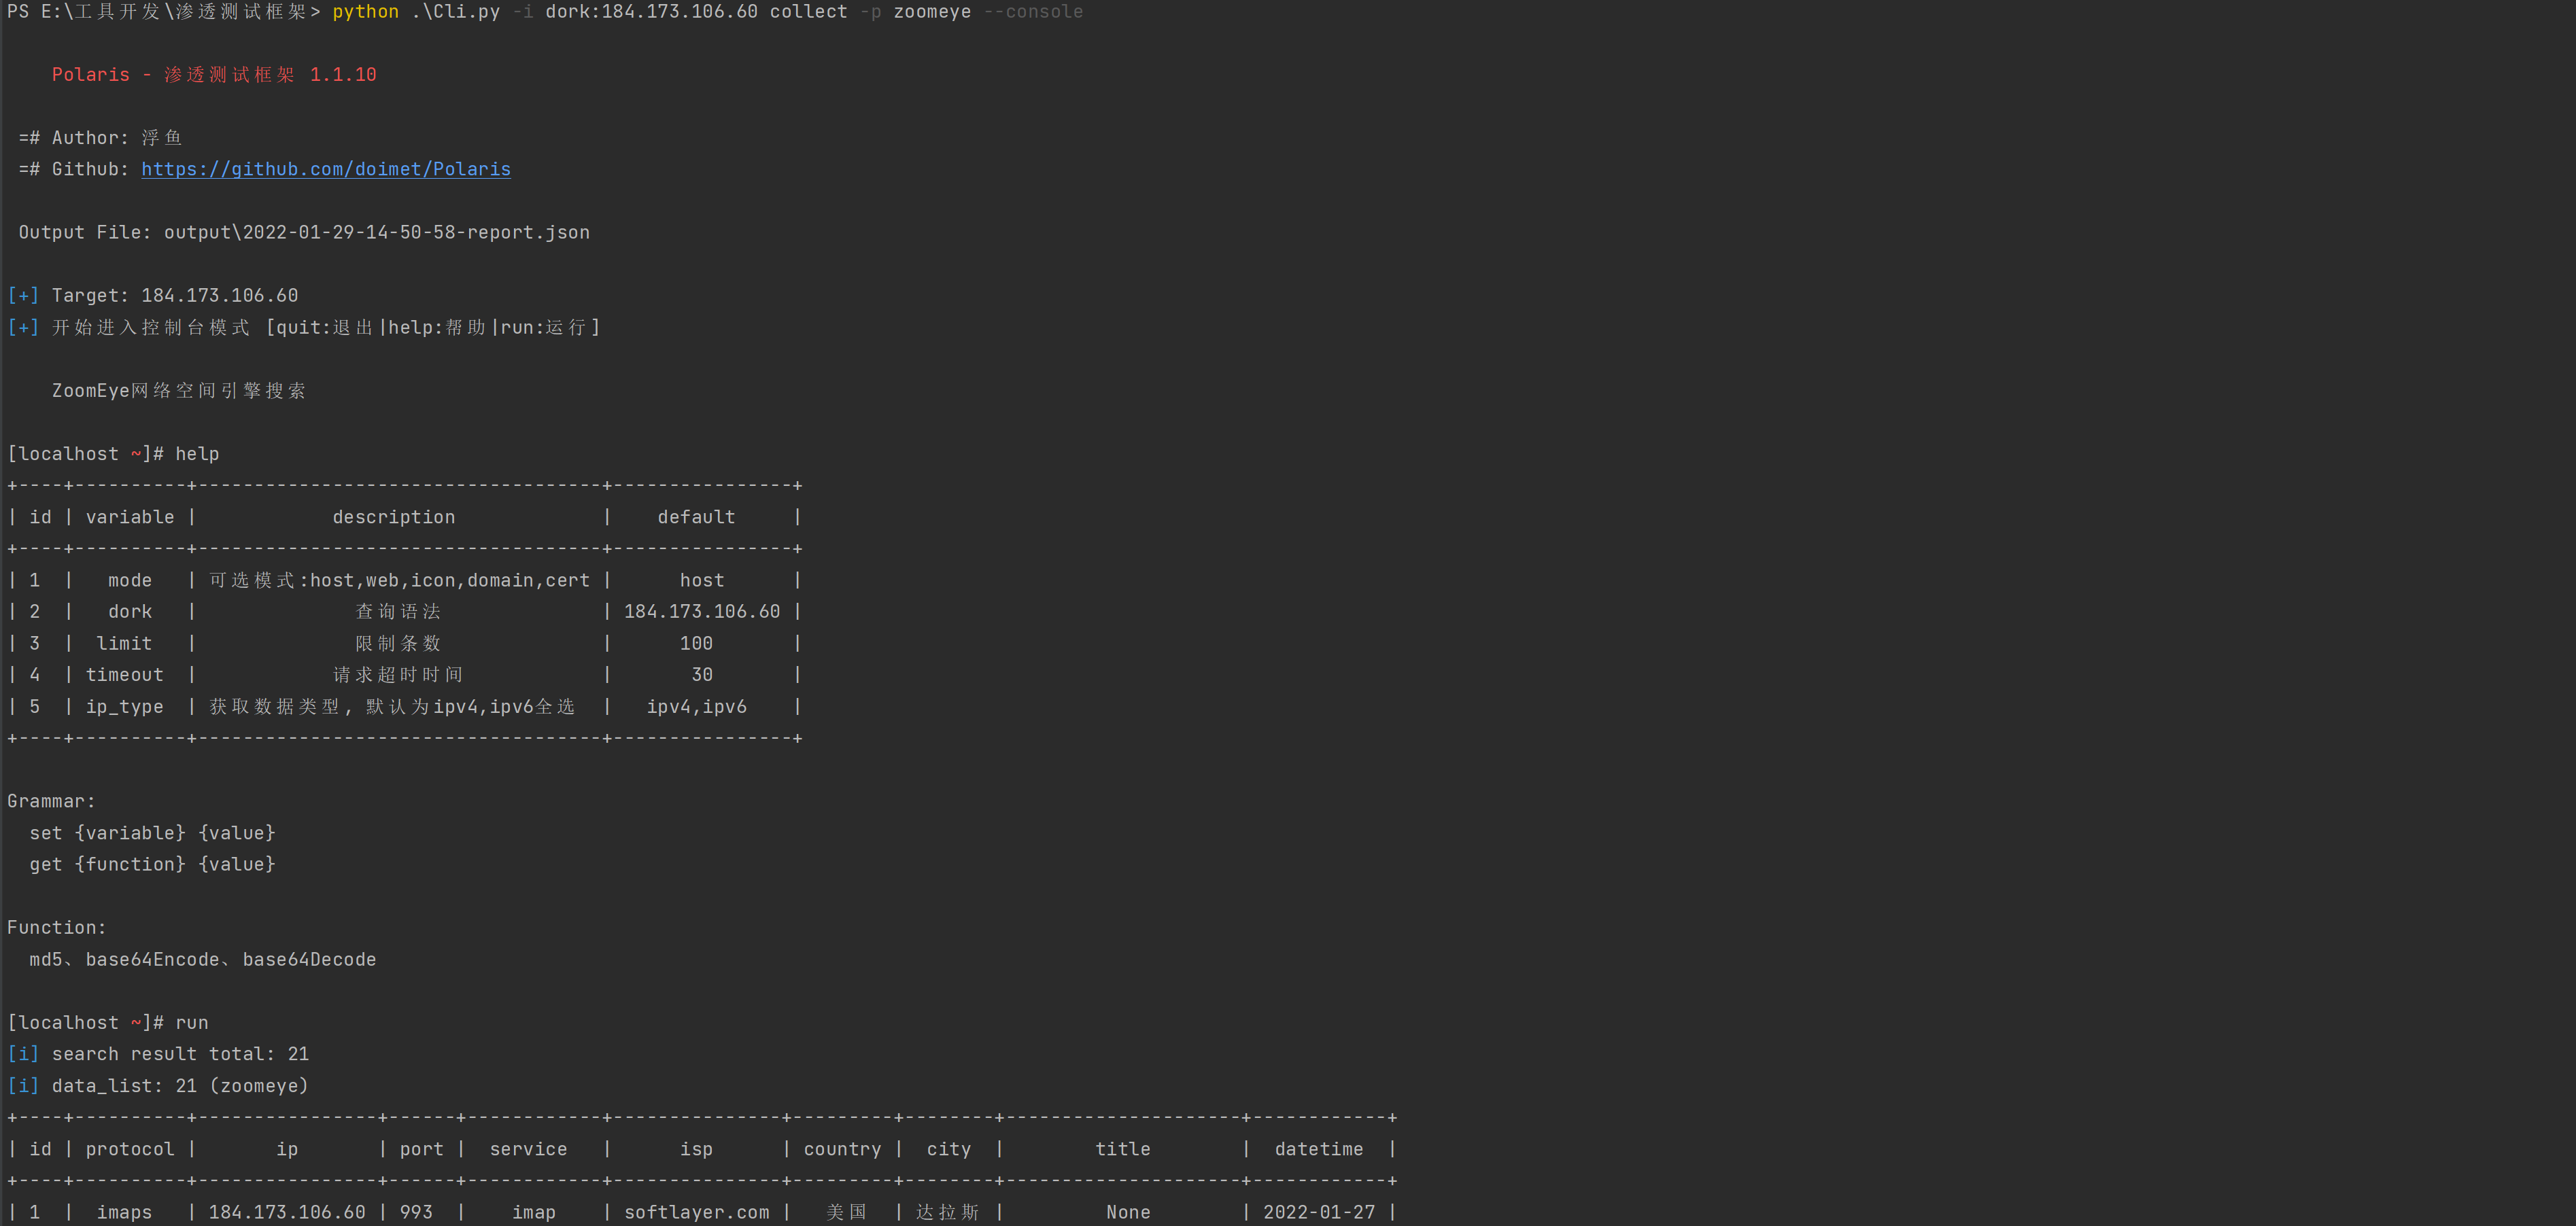 PS E:\工具开发\渗透测试框架> python .\Cli.py -i dork:184.173.106.60 collect -p zoomeye --console
Polaris - 渗透测试框架 1.1.10
=# Author: 浮鱼
=# Github: https://github.com/doimet/Polaris
Output File: output\2022-01-29-14-50-58-report.json
[+] Target: 184.173.106.60
[+] 开始进入控制台模式 [quit:退出|help:帮助|run:运行]
ZoomEye网络空间引擎搜索
[localhost ~]# help
+----+----------+------------------------------------+----------------+
| id | variable |            description             |    default     |
+----+----------+------------------------------------+----------------+
| 1  |   mode   | 可选模式:host,web,icon,domain,cert |      host      |
| 2  |   dork   |              查询语法              | 184.173.106.60 |
| 3  |  limit   |              限制条数              |      100       |
| 4  | timeout  |            请求超时时间            |       30       |
| 5  | ip_type  | 获取数据类型, 默认为ipv4,ipv6全选  |   ipv4,ipv6    |
+----+----------+------------------------------------+----------------+
Grammar:
  set {variable} {value}
  get {function} {value}
Function:
  md5、base64Encode、base64Decode
[localhost ~]# run
[i] search result total: 21
[i] data_list: 21 (zoomeye)
+----+----------+----------------+------+------------+---------------+---------+--------+---------------------+------------+
| id | protocol |       ip       | port |  service   |      isp      | country |  city  |        title        |  datetime  |
+----+----------+----------------+------+------------+---------------+---------+--------+---------------------+------------+
| 1  |  imaps   | 184.173.106.60 | 993  |    imap    | softlayer.com |  美国   | 达拉斯 |         None        | 2022-01-27 |